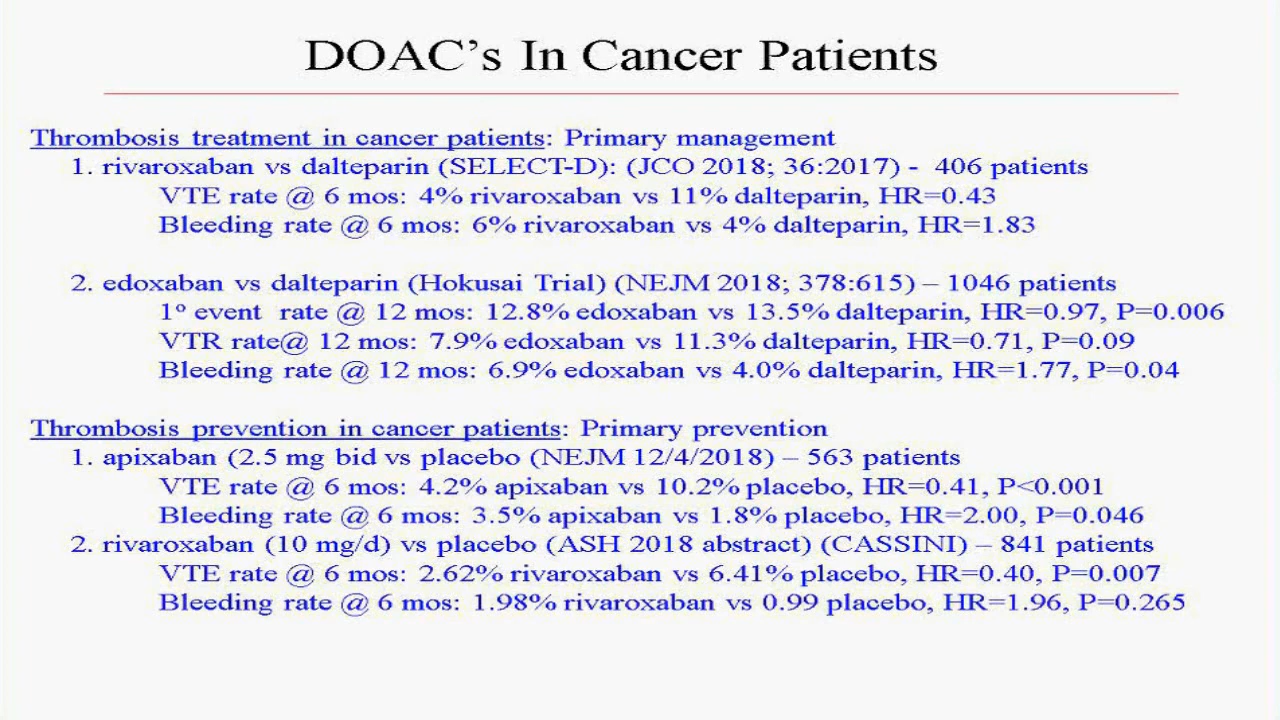 DOAC's In Cancer Patients
Thrombosis treatment in cancer patients: Primary management
1. rivaroxaban vs dalteparin (SELECT-D): (JCO 2018; 36:2017) - 406 patients
VTE rate @ 6 mos: 4% rivaroxaban vs 11% dalteparin, HR=0.43
Bleeding rate @ 6 mos: 6% rivaroxaban vs 4% dalteparin, HR=1.83
2. edoxaban vs dalteparin (Hokusai Trial) (NEJM 2018; 378:615) – 1046 patients
1º event rate @ 12 mos: 12.8% edoxaban vs 13.5% dalteparin, HR=0.97, P=0.006
VTR rate@ 12 mos: 7.9% edoxaban vs 11.3% dalteparin, HR=0.71, P=0.09
Bleeding rate @ 12 mos: 6.9% edoxaban vs 4.0% dalteparin, HR=1.77, P=0.04
Thrombosis prevention in cancer patients: Primary prevention
1. apixaban (2.5 mg bid vs placebo (NEJM 12/4/2018) – 563 patients
VTE rate @ 6 mos: 4.2% apixaban vs 10.2% placebo, HR=0.41, P<0.001
Bleeding rate @ 6 mos: 3.5% apixaban vs 1.8% placebo, HR=2.00, P=0.046
2. rivaroxaban (10 mg/d) vs placebo (ASH 2018 abstract) (CASSINI) – 841 patients
VTE rate @ 6 mos: 2.62% rivaroxaban vs 6.41% placebo, HR=0.40, P=0.007
Bleeding rate @ 6 mos: 1.98% rivaroxaban vs 0.99 placebo, HR=1.96, P=0.265